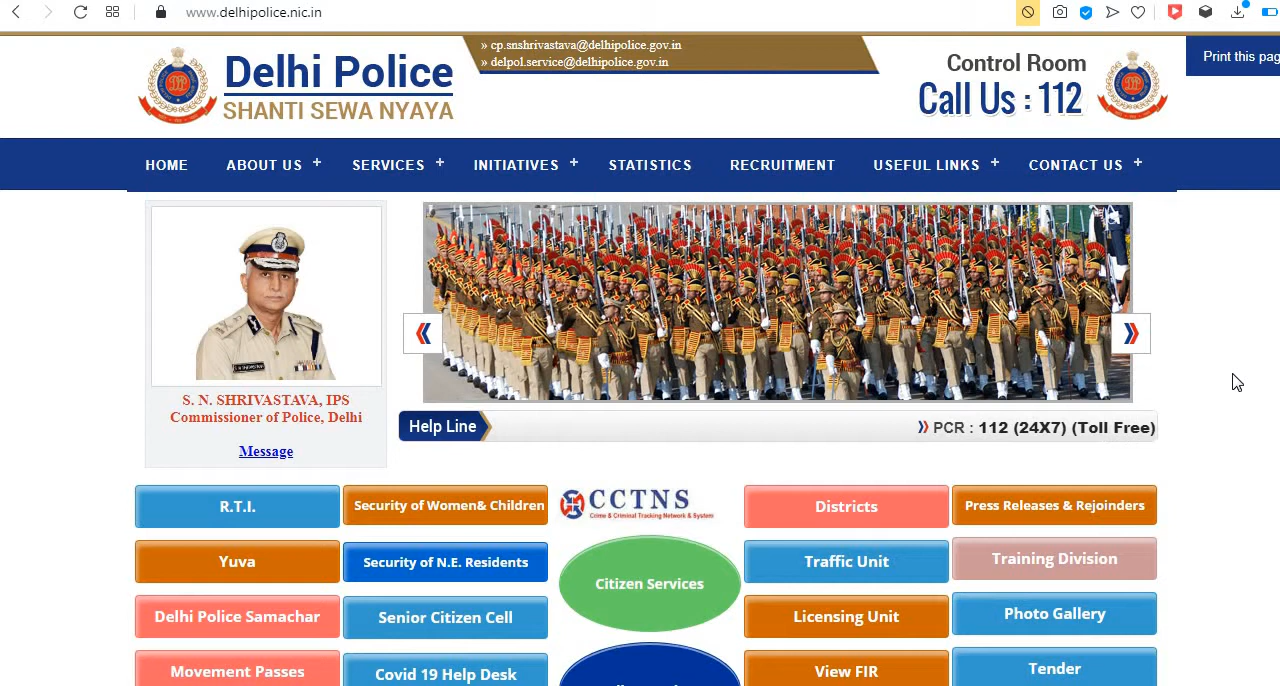 www.delhipolice.nic.in
» cp.snshrivastava@delhipolice.gov.in
» delpol.service@delhipolice.gov.in
Delhi Police
SHANTI SEWA NYAYA
Control Room
Call Us : 112
Print this pag
HOME ABOUT US + SERVICES + INITIATIVES + STATISTICS RECRUITMENT USEFUL LINKS + CONTACT US +
S. N. SHRIVASTAVA, IPS
Commissioner of Police, Delhi
Message
Help Line
» PCR : 112 (24X7) (Toll Free)
R.T.I. Security of Women& Children CCTNS Districts Press Releases & Rejoinders
Crime & Criminal Tracking Network & System
Yuva Security of N.E. Residents Citizen Services Traffic Unit Training Division
Delhi Police Samachar Senior Citizen Cell Licensing Unit Photo Gallery
Movement Passes Covid 19 Help Desk View FIR Tender